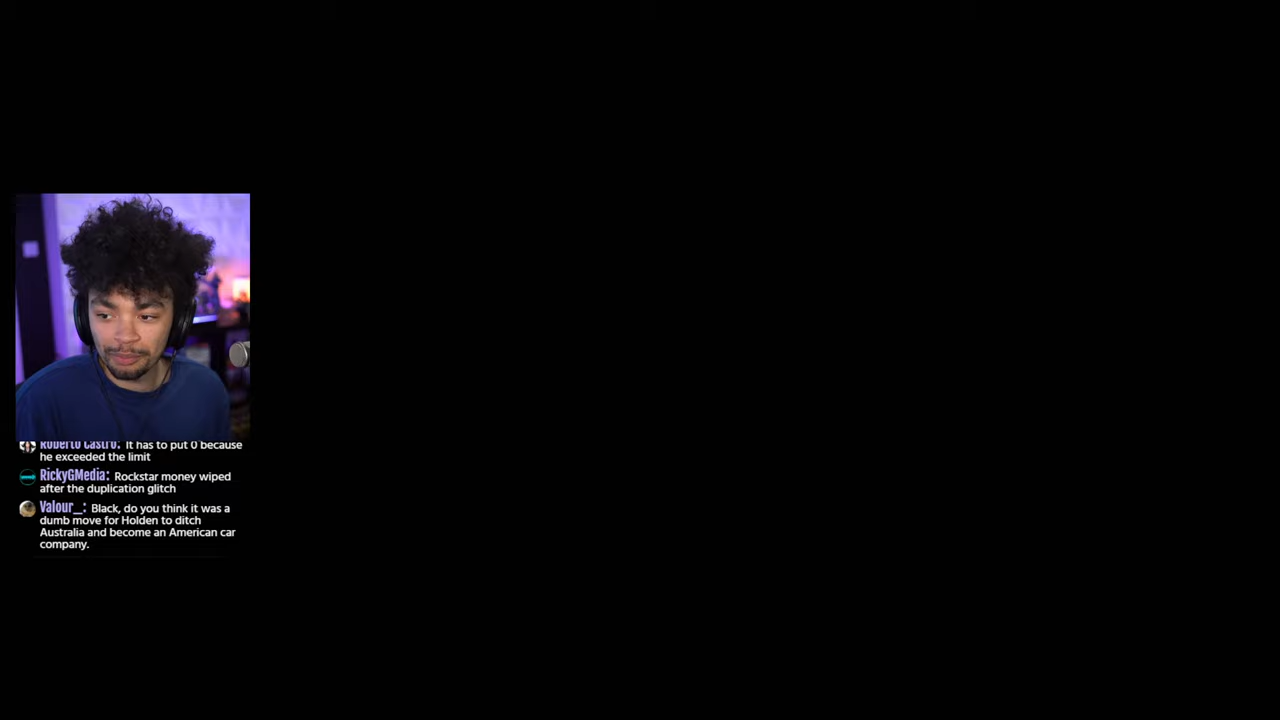 Roberto Castro: It has to put 0 because
he exceeded the limit
RickyGMedia: Rockstar money wiped
after the duplication glitch
Valour_: Black, do you think it was a
dumb move for Holden to ditch
Australia and become an American car
company.